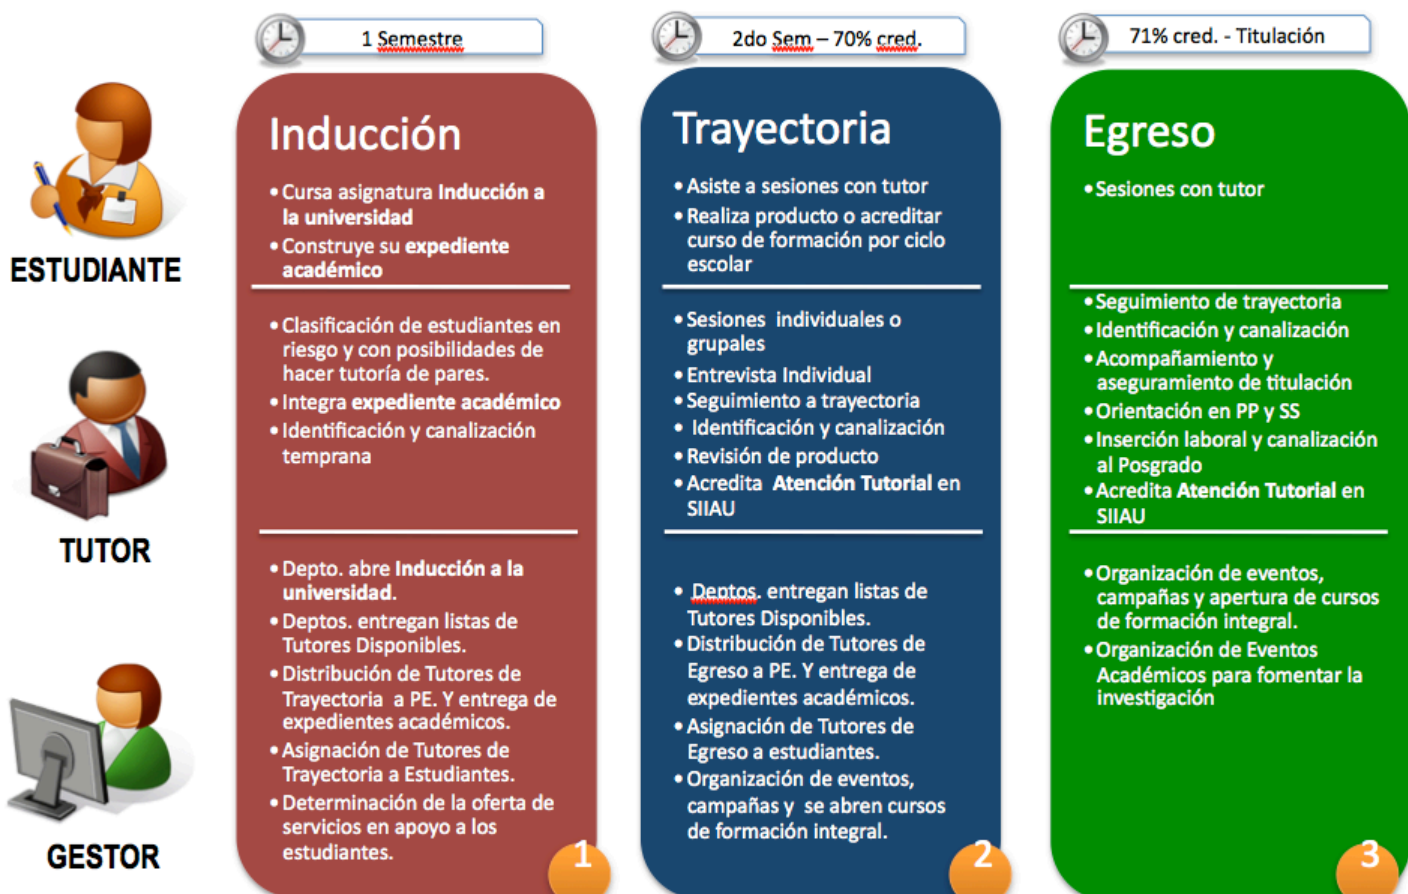 1 Semestre
2do Sem – 70% cred.
71% cred. - Titulación
ESTUDIANTE
TUTOR
GESTOR
Inducción
• Cursa asignatura Inducción a
la universidad
• Construye su expediente
académico
• Clasificación de estudiantes en
riesgo y con posibilidades de
hacer tutoría de pares.
• Integra expediente académico
• Identificación y canalización
temprana
• Depto. abre Inducción a la
universidad.
• Deptos. entregan listas de
Tutores Disponibles.
• Distribución de Tutores de
Trayectoria a PE. Y entrega de
expedientes académicos.
• Asignación de Tutores de
Trayectoria a Estudiantes.
• Determinación de la oferta de
servicios en apoyo a los
estudiantes.
1
Trayectoria
• Asiste a sesiones con tutor
• Realiza producto o acreditar
curso de formación por ciclo
escolar
• Sesiones individuales o
grupales
• Entrevista Individual
• Seguimiento a trayectoria
• Identificación y canalización
• Revisión de producto
• Acredita Atención Tutorial en
SIIAU
• Deptos. entregan listas de
Tutores Disponibles.
• Distribución de Tutores de
Egreso a PE. Y entrega de
expedientes académicos.
• Asignación de Tutores de
Egreso a estudiantes.
• Organización de eventos,
campañas y se abren cursos
de formación integral.
2
Egreso
• Sesiones con tutor
• Seguimiento de trayectoria
• Identificación y canalización
• Acompañamiento y
aseguramiento de titulación
• Orientación en PP y SS
• Inserción laboral y canalización
al Posgrado
• Acredita Atención Tutorial en
SIIAU
• Organización de eventos,
campañas y apertura de cursos
de formación integral.
• Organización de Eventos
Académicos para fomentar la
investigación
3